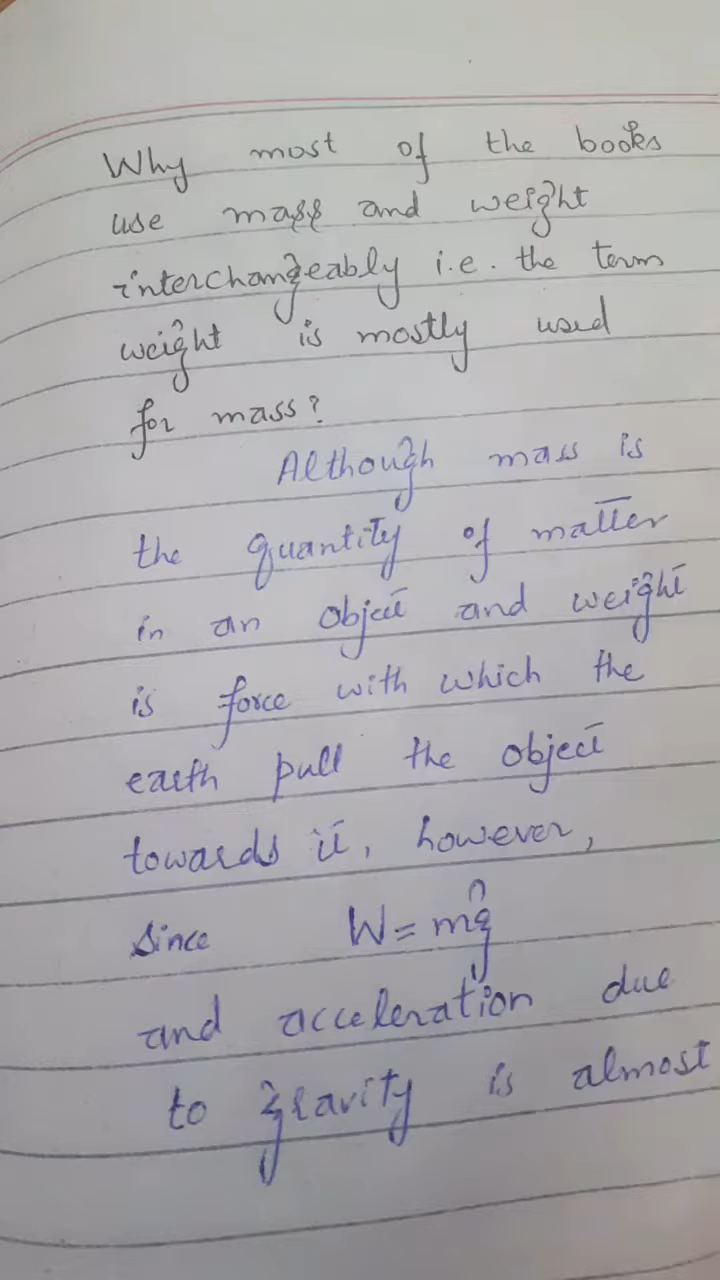 Why most of the books
use mass and weight
interchangeably i.e. the term
weight is mostly used
for mass?
Although mass is
the quantity of matter
in an object and weight
is force with which the
earth pull the object
towards it, however,
since W = mg
and acceleration due
to gravity is almost